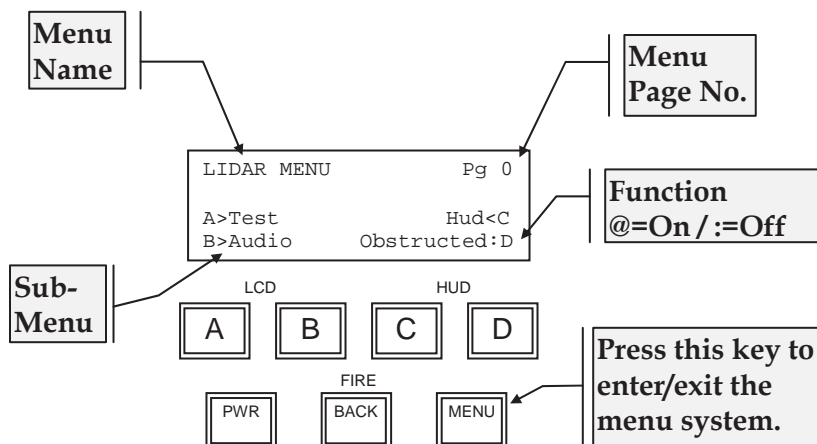 Menu
Name
Menu
Page No.
LIDAR MENU Pg 0
A>Test Hud<C
B>Audio Obstructed:D
Function
@=On / :=Off
Sub-
Menu
LCD HUD
A B C D
FIRE
PWR BACK MENU
Press this key to
enter/exit the
menu system.